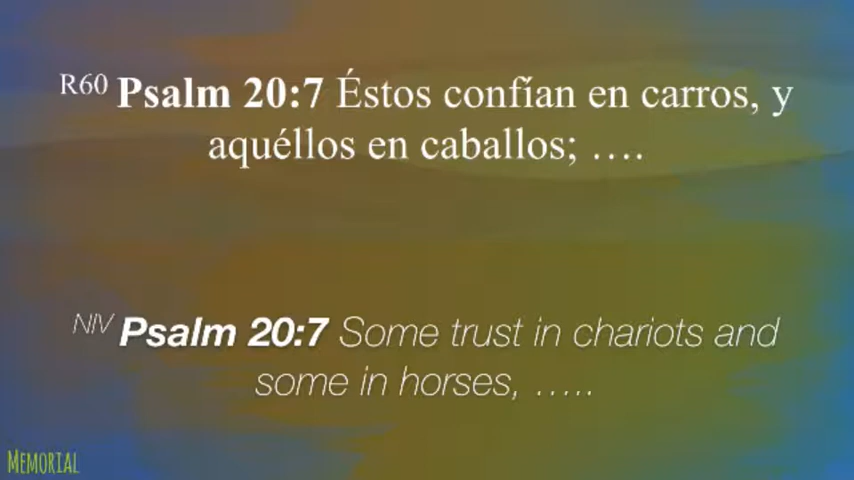 R60 Psalm 20:7 Éstos confían en carros, y
aquéllos en caballos; ….
NIV Psalm 20:7 Some trust in chariots and
some in horses, …..
MEMORIAL